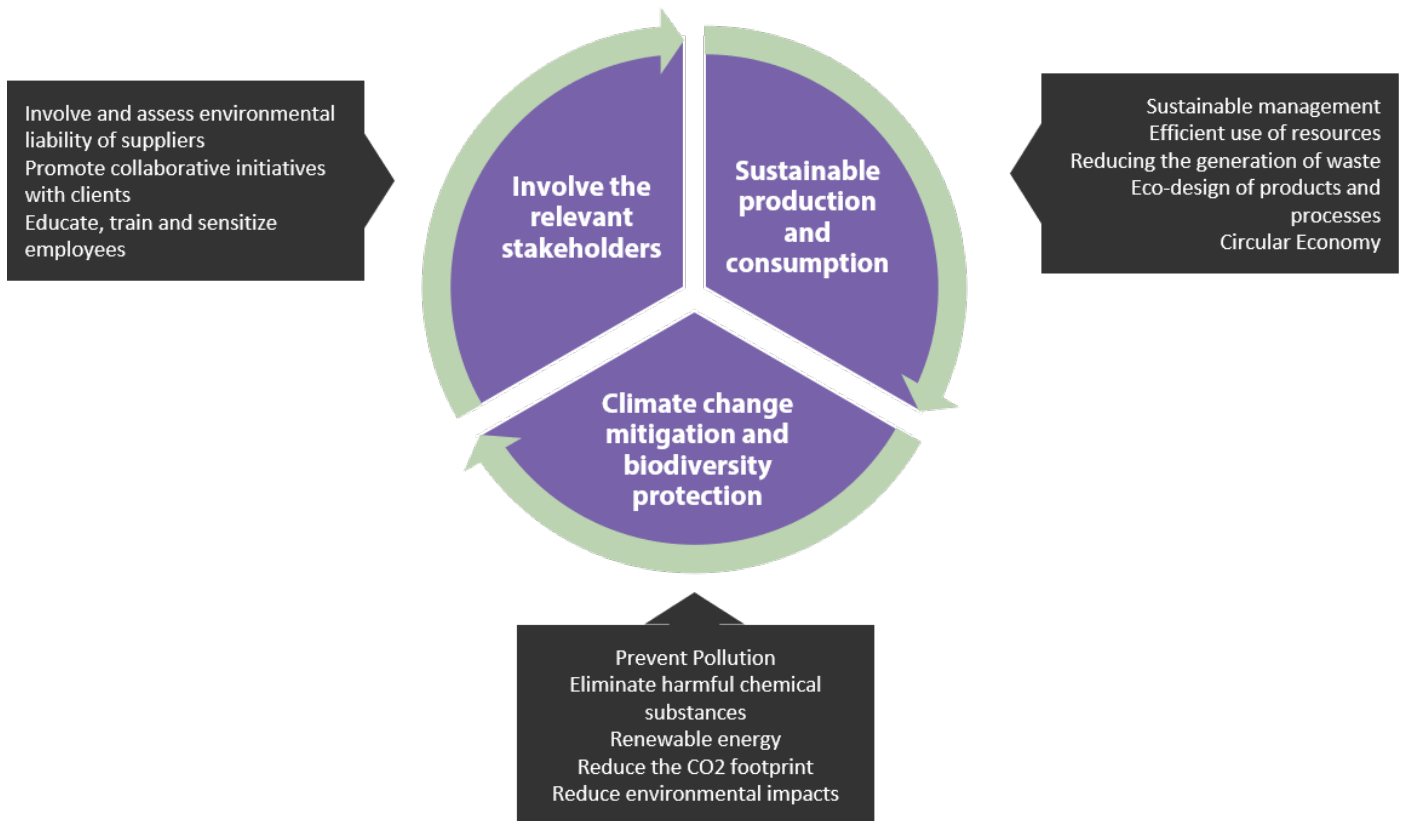 Involve and assess environmental
liability of suppliers
Promote collaborative initiatives
with clients
Educate, train and sensitize
employees
Involve the
relevant
stakeholders
Sustainable
production
and
consumption
Sustainable management
Efficient use of resources
Reducing the generation of waste
Eco-design of products and
processes
Circular Economy
Climate change
mitigation and
biodiversity
protection
Prevent Pollution
Eliminate harmful chemical
substances
Renewable energy
Reduce the CO2 footprint
Reduce environmental impacts